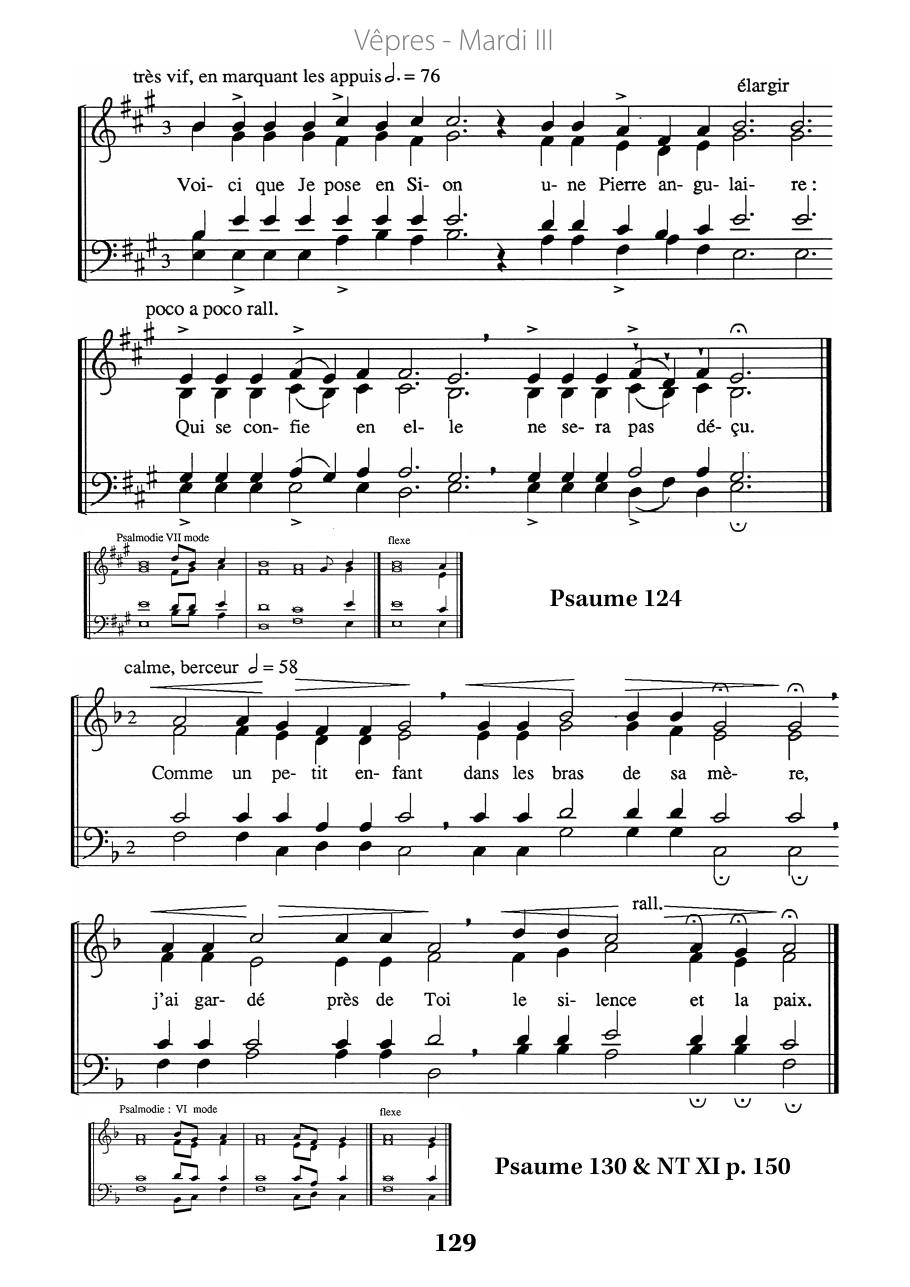 Vêpres - Mardi III
très vif, en marquant les appuis = 76
élargir
3
Voi- ci que Je pose en Si- on u- ne Pierre an- gu- lai- re :
3
poco a poco rall.
Qui se con- fie en el- le ne se- ra pas dé- çu.
Psalmodie VII mode
flexe
Psaume 124
calme, berceur = 58
2
Comme un pe- tit en- fant dans les bras de sa mè- re,
2
rall.
j'ai gar- dé près de Toi le si- lence et la paix.
Psalmodie : VI mode
flexe
Psaume 130 & NT XI p. 150
129